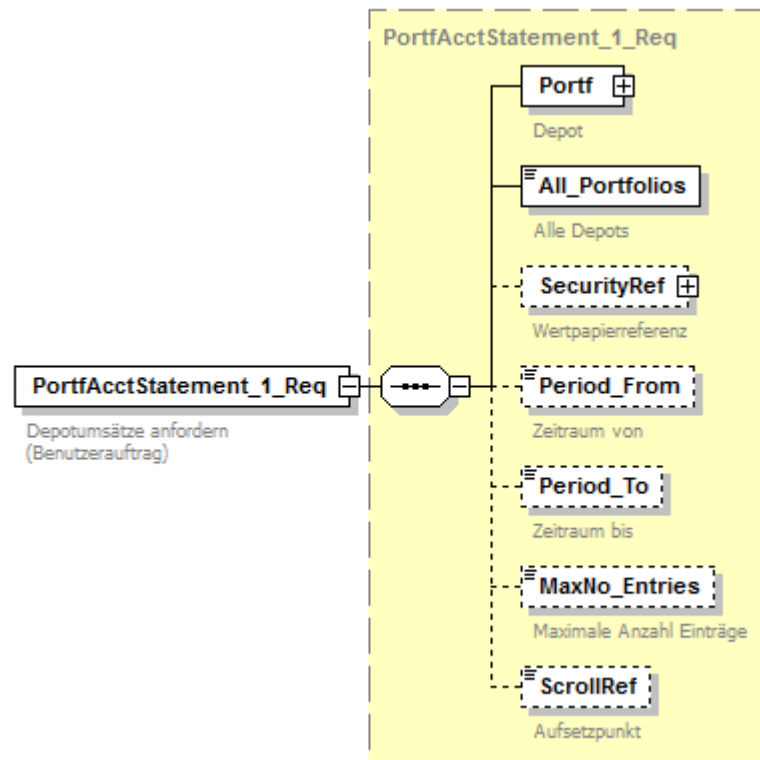 PortfAcctStatement_1_Req
Portf
Depot
All_Portfolios
Alle Depots
SecurityRef
Wertpapierreferenz
PortfAcctStatement_1_Req
Depotumsätze anfordern
(Benutzerauftrag)
Period_From
Zeitraum von
Period_To
Zeitraum bis
MaxNo_Entries
Maximale Anzahl Einträge
ScrollRef
Aufsetzpunkt